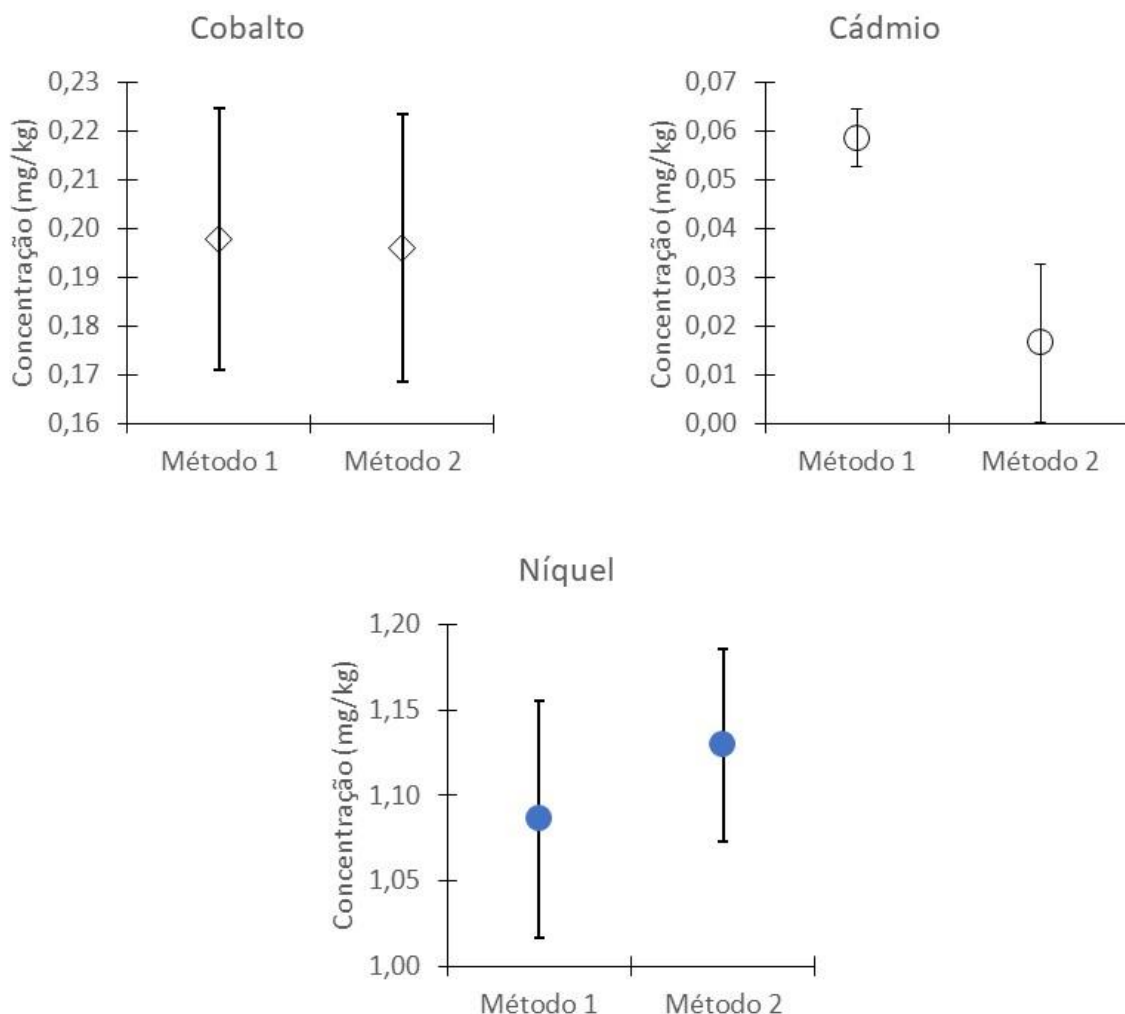 Cobalto
Concentração (mg/kg)
0,23
0,22
0,21
0,20
0,19
0,18
0,17
0,16
Método 1 Método 2
Cádmio
Concentração (mg/kg)
0,07
0,06
0,05
0,04
0,03
0,02
0,01
0,00
Método 1 Método 2
Níquel
Concentração (mg/kg)
1,20
1,15
1,10
1,05
1,00
Método 1 Método 2